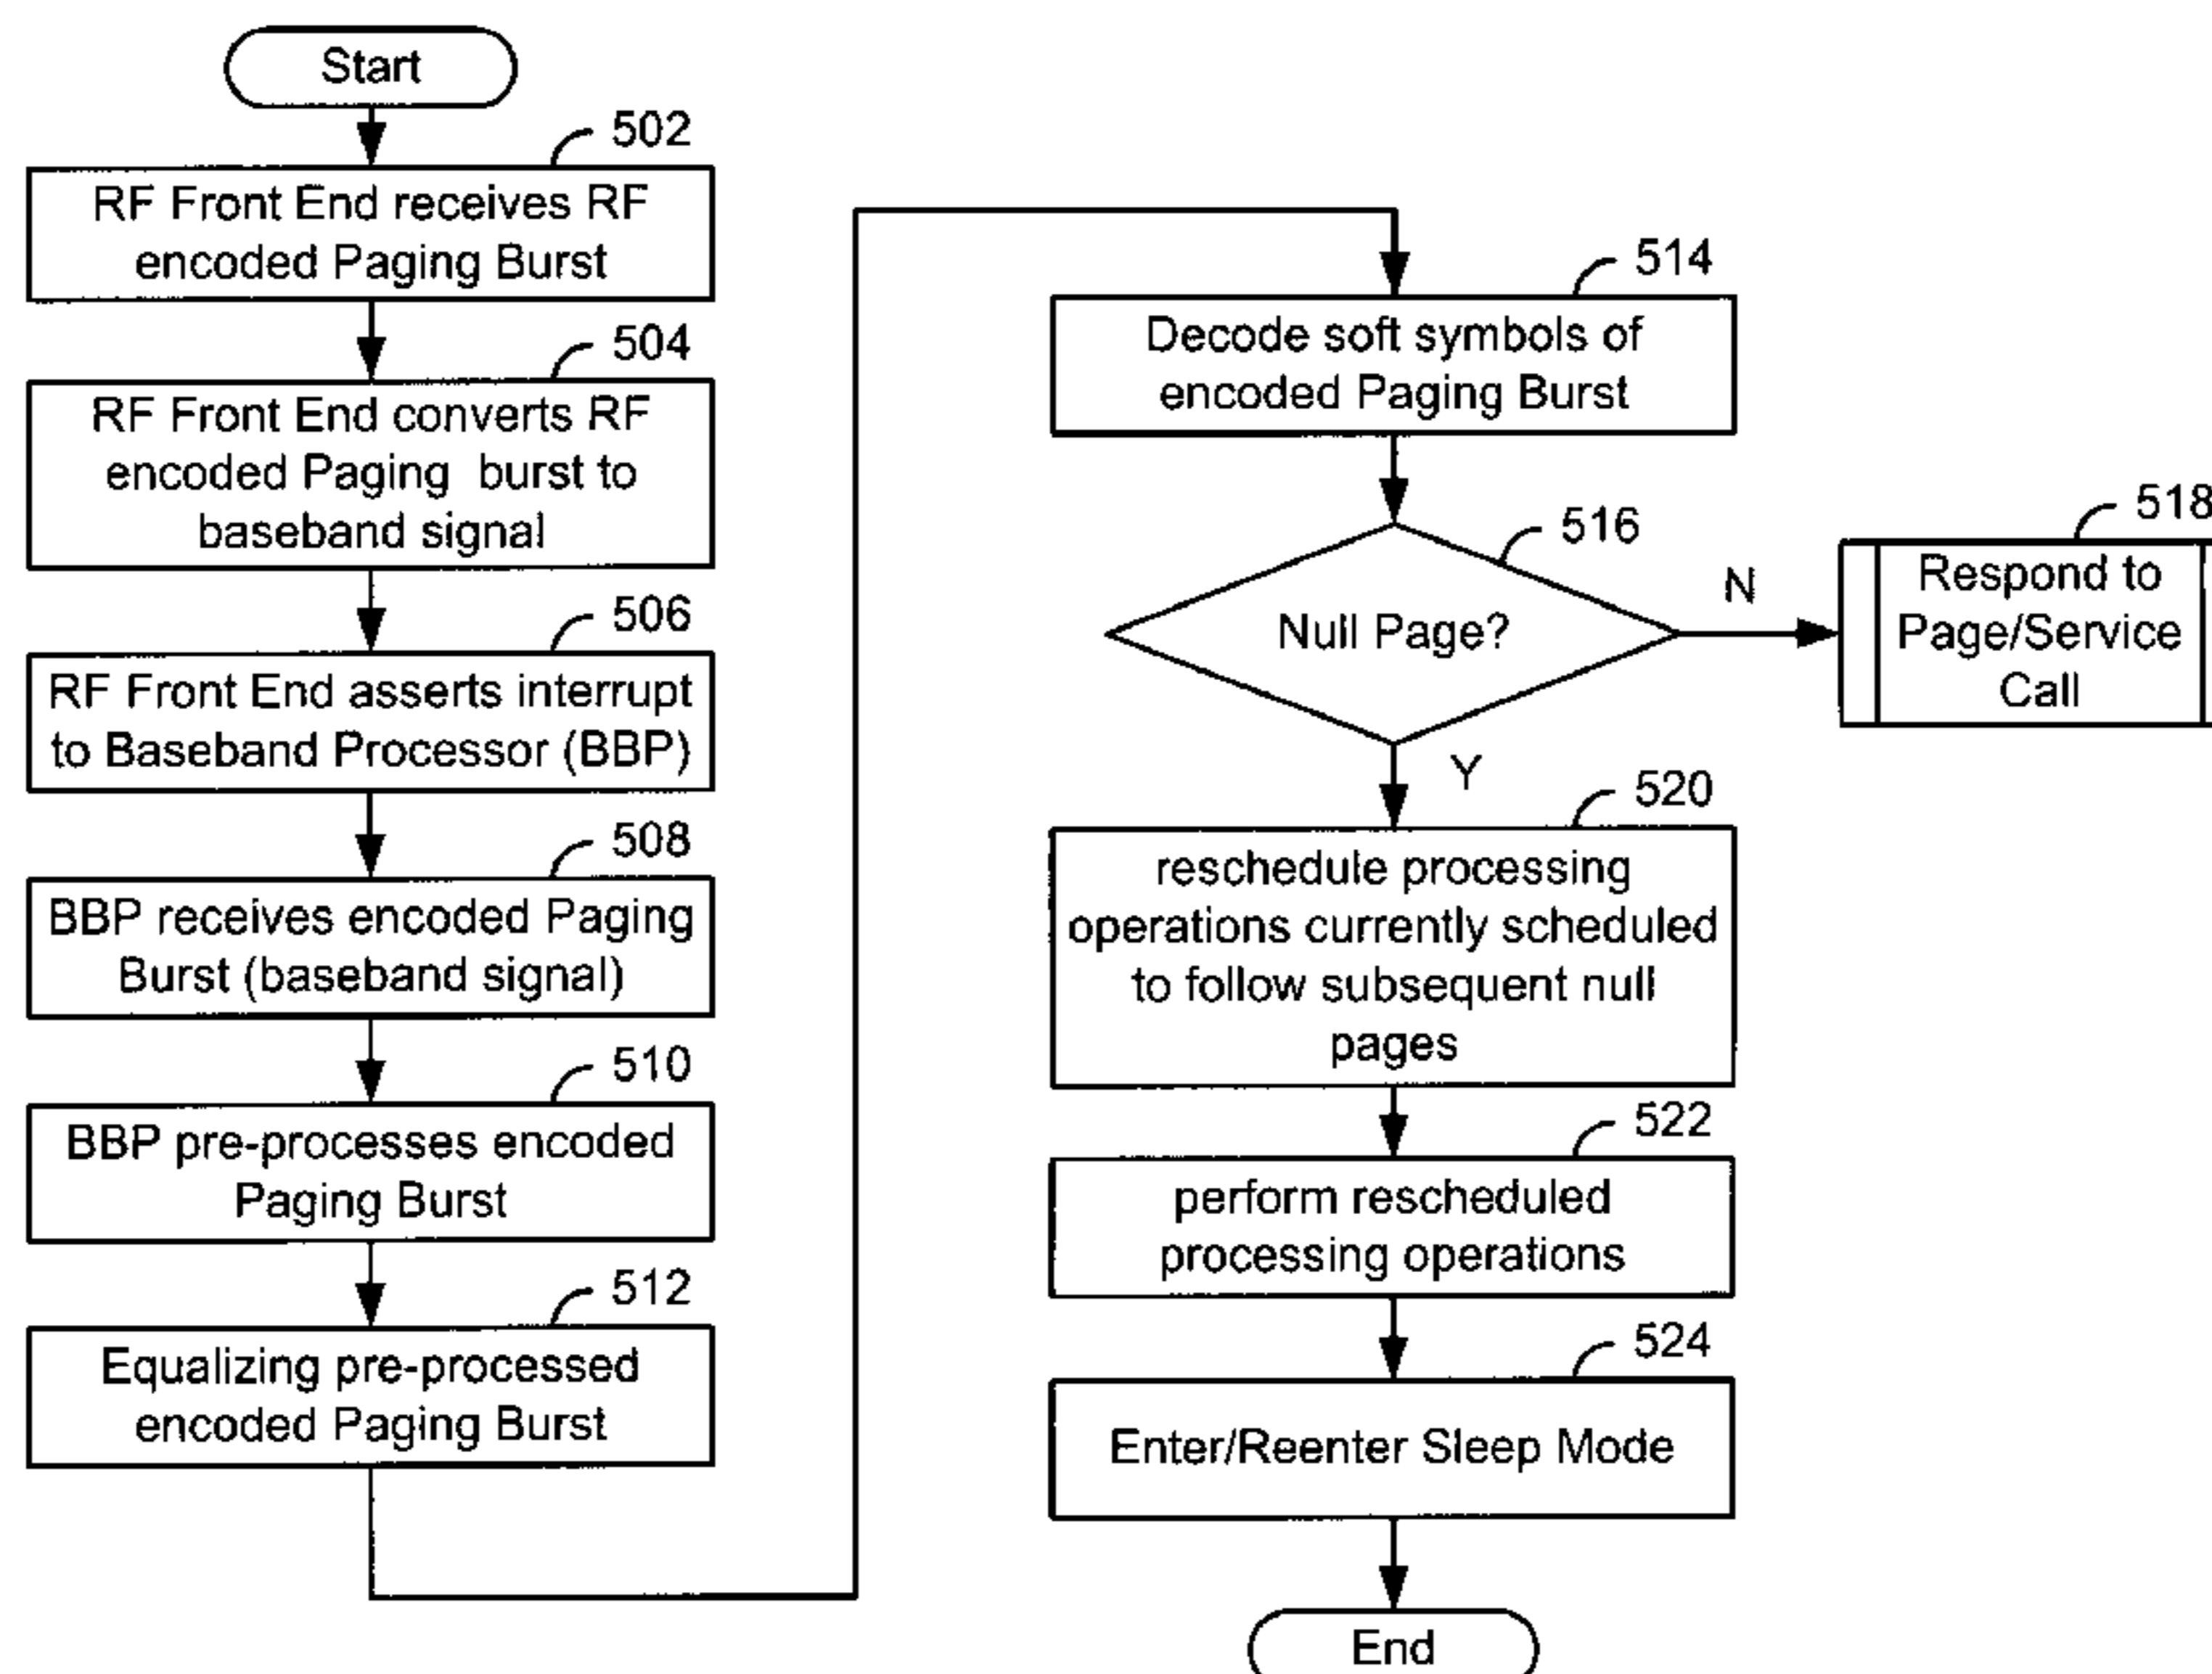 Start
502
RF Front End receives RF
encoded Paging Burst
504
RF Front End converts RF
encoded Paging burst to
baseband signal
506
RF Front End asserts interrupt
to Baseband Processor (BBP)
508
BBP receives encoded Paging
Burst (baseband signal)
510
BBP pre-processes encoded
Paging Burst
512
Equalizing pre-processed
encoded Paging Burst
514
Decode soft symbols of
encoded Paging Burst
516
Null Page?
N
518
Respond to
Page/Service
Call
Y
520
reschedule processing
operations currently scheduled
to follow subsequent null
pages
522
perform rescheduled
processing operations
524
Enter/Reenter Sleep Mode
End